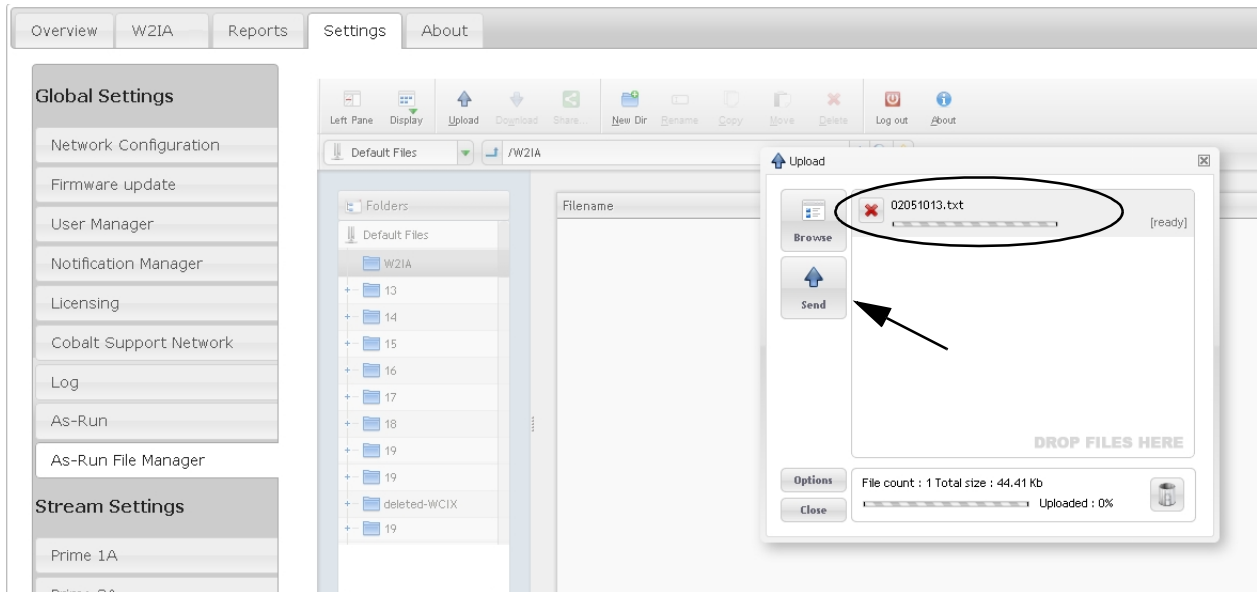 Overview W2IA Reports Settings About
Global Settings
Network Configuration
Firmware update
User Manager
Notification Manager
Licensing
Cobalt Support Network
Log
As-Run
As-Run File Manager
Stream Settings
Prime 1A
Left Pane Display Upload Download Share... New Dir Rename Copy Move Delete Log out About
Default Files /W2IA
Folders
Default Files
W2IA
13
14
15
16
17
18
19
19
deleted-WCIX
19
Filename
Upload
Browse
Send
02051013.txt
[ready]
DROP FILES HERE
Options
Close
File count : 1 Total size : 44.41 Kb
Uploaded : 0%